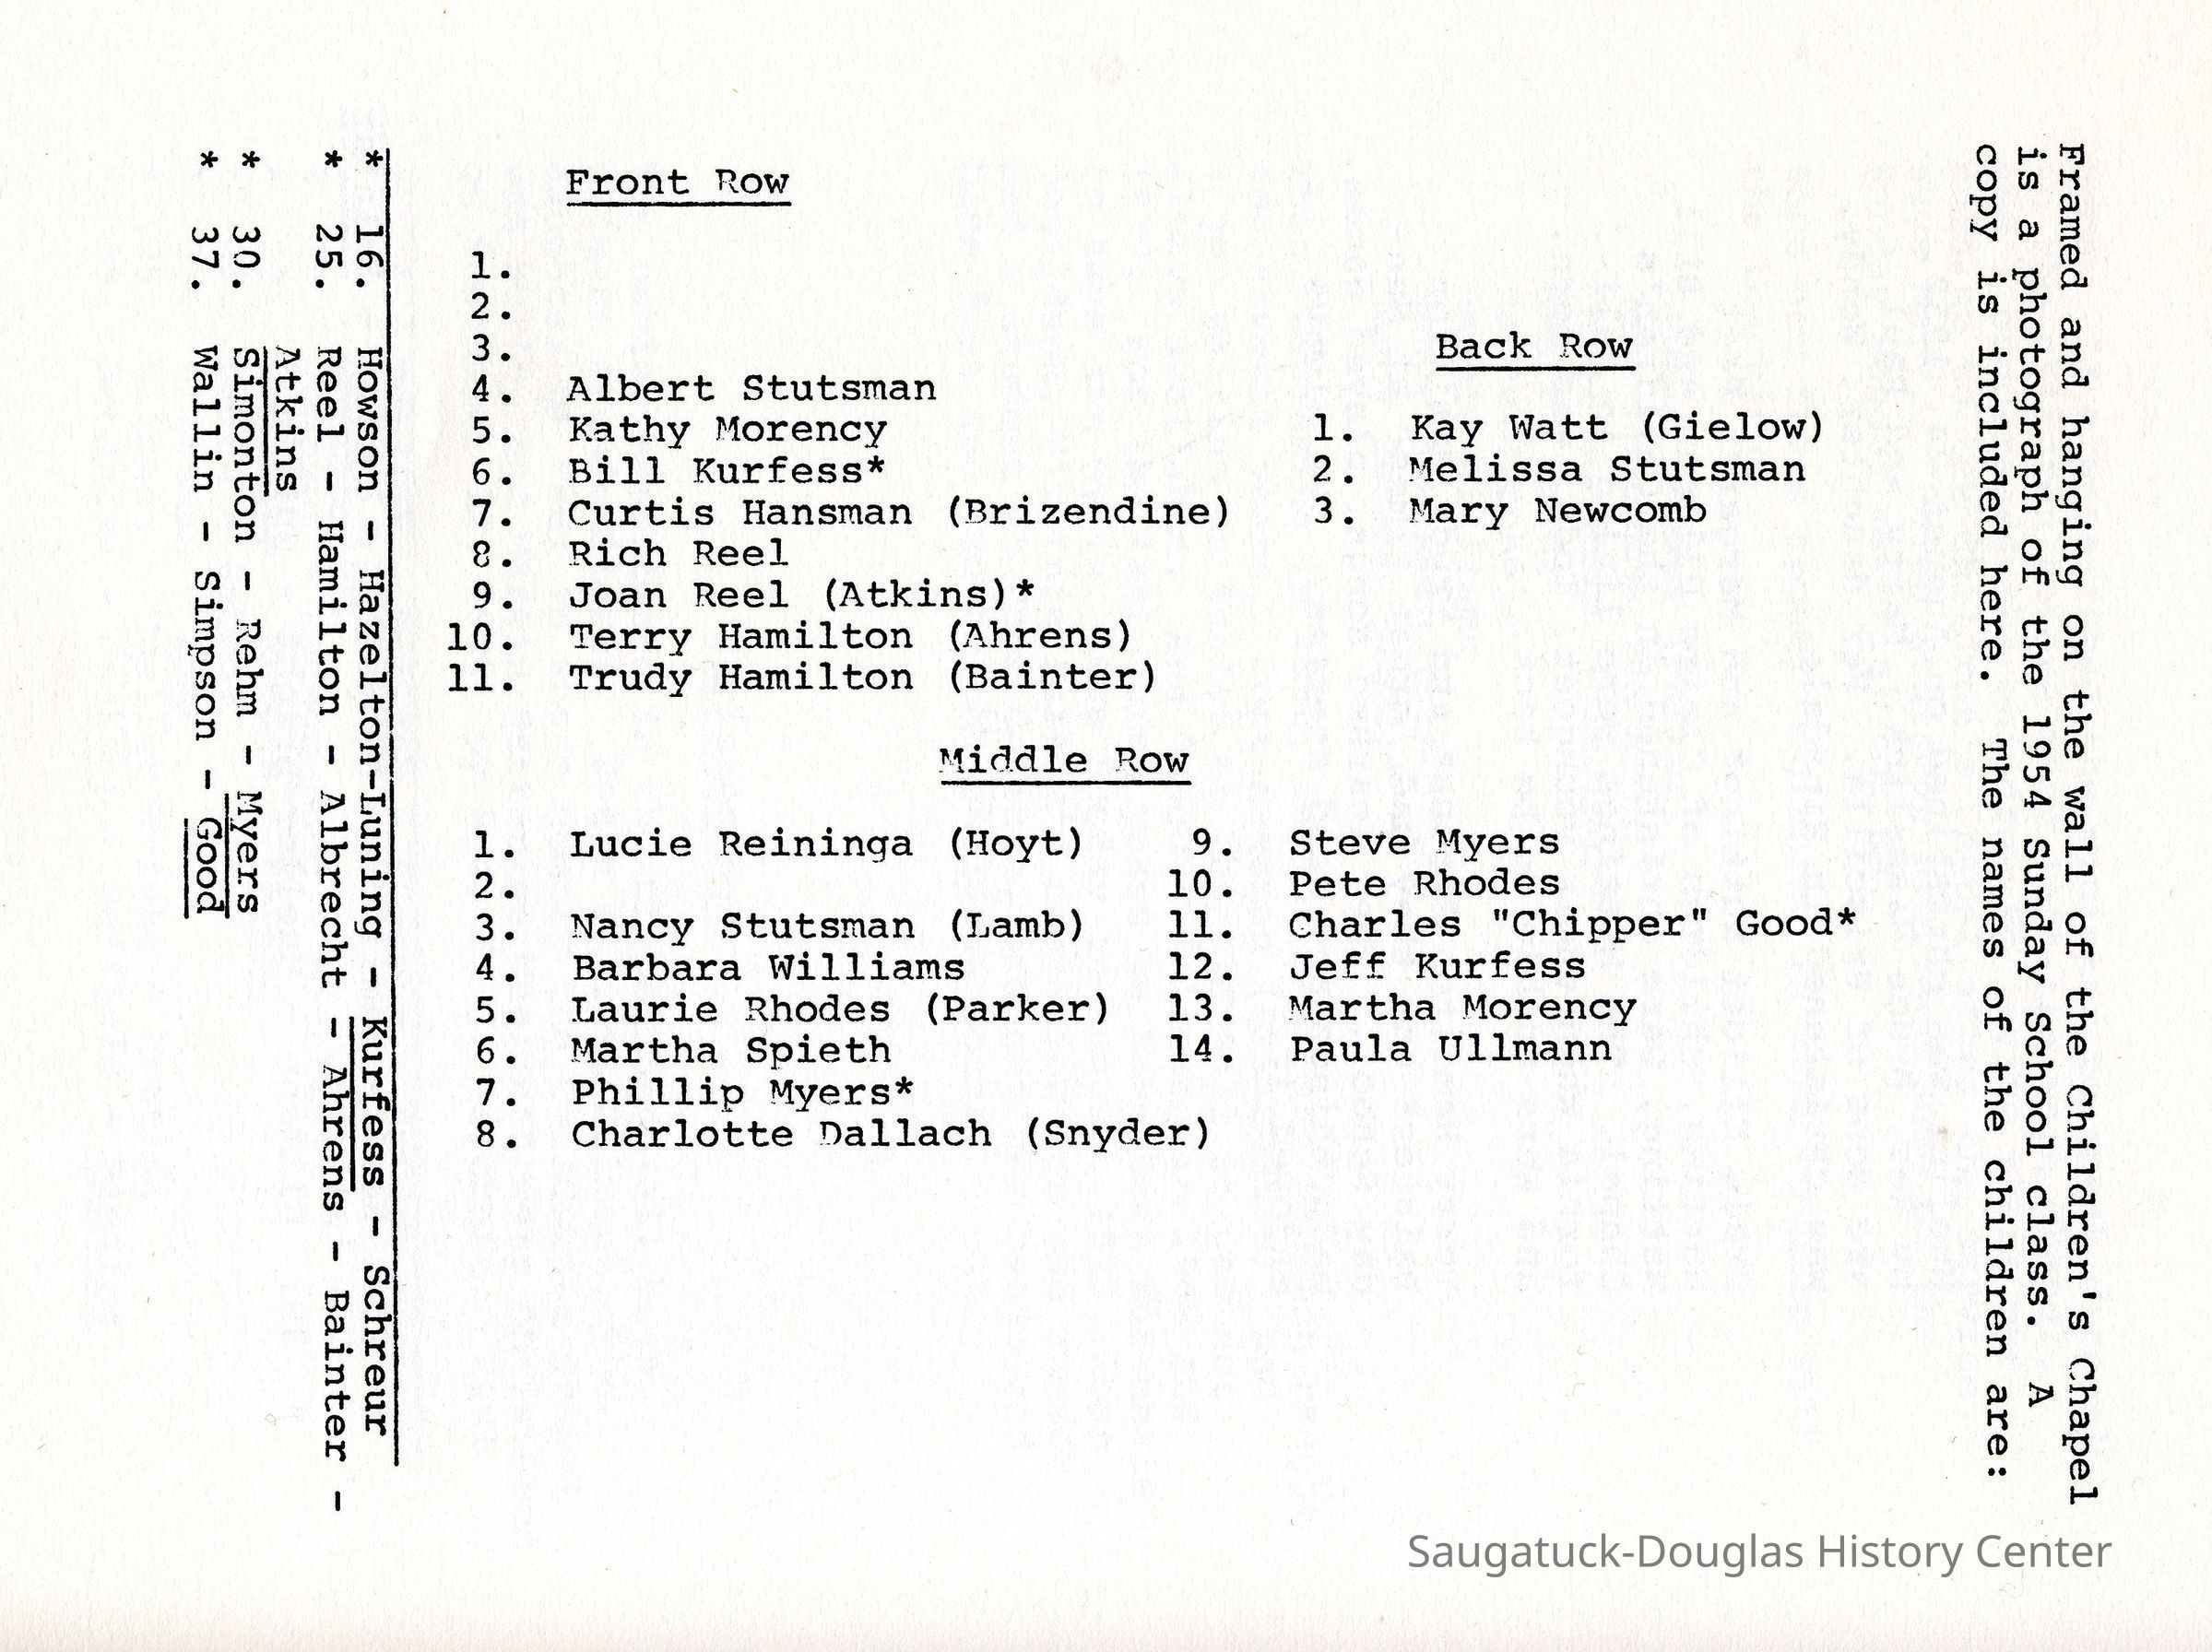 Framed and hanging on the wall of the Children's Chapel
is a photograph of the 1954 Sunday School class. A
copy is included here. The names of the children are:
Front Row
1.
2.
3.
4. Albert Stutsman
5. Kathy Morency
6. Bill Kurfess*
7. Curtis Hansman (Brizendine)
8. Rich Reel
9. Joan Reel (Atkins)*
10. Terry Hamilton (Ahrens)
11. Trudy Hamilton (Bainter)
Back Row
1. Kay Watt (Gielow)
2. Melissa Stutsman
3. Mary Newcomb
Middle Row
1. Lucie Reininga (Hoyt)
2.
3. Nancy Stutsman (Lamb)
4. Barbara Williams
5. Laurie Rhodes (Parker)
6. Martha Spieth
7. Phillip Myers*
8. Charlotte Dallach (Snyder)
9. Steve Myers
10. Pete Rhodes
11. Charles "Chipper" Good*
12. Jeff Kurfess
13. Martha Morency
14. Paula Ullmann
* 16. Howson - Hazelton-Luning - Kurfess - Schreur
* 25. Reel - Hamilton - Albrecht - Ahrens - Bainter -
Atkins
* 30. Simonton - Rehm - Myers
* 37. Wallin - Simpson - Good
Saugatuck-Douglas History Center